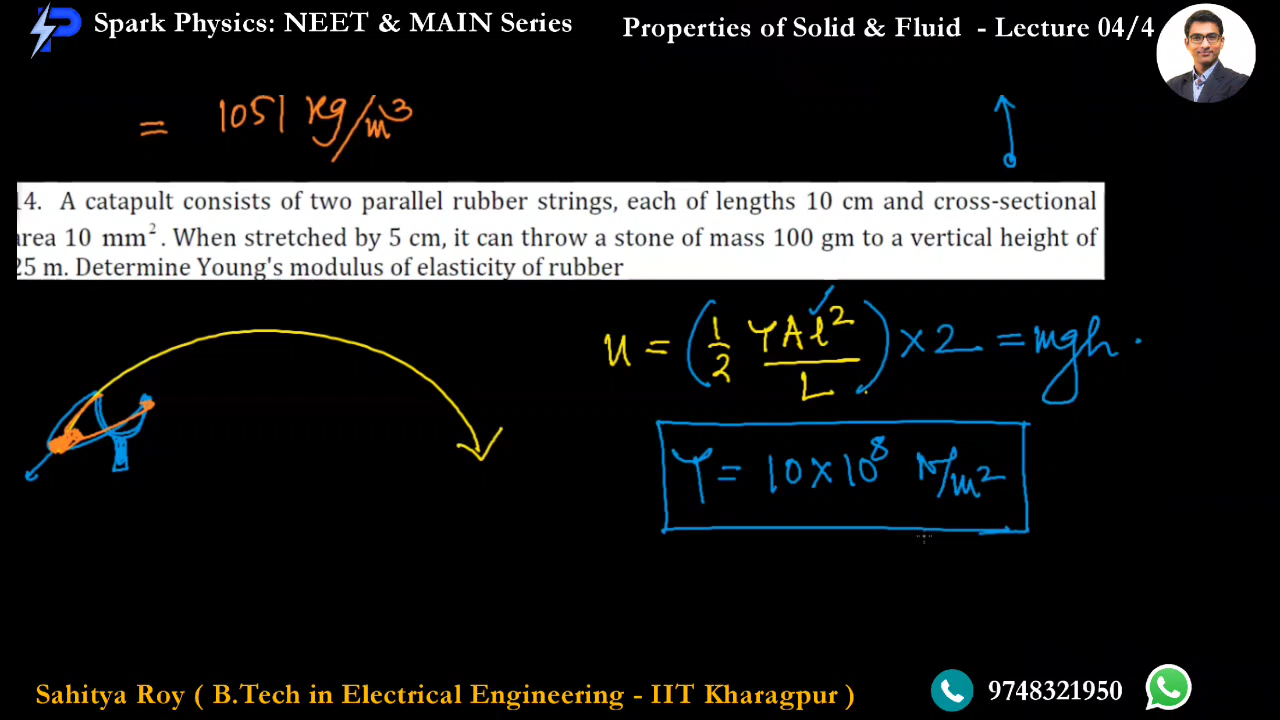 Spark Physics: NEET & MAIN Series
Properties of Solid & Fluid - Lecture 04/4
= 1051 kg/m³
14. A catapult consists of two parallel rubber strings, each of lengths 10 cm and cross-sectional
area 10 mm². When stretched by 5 cm, it can throw a stone of mass 100 gm to a vertical height of
25 m. Determine Young's modulus of elasticity of rubber
u = (1/2 YAl²/L) × 2 = mgh.
Y = 10 × 10⁸ N/m²
Sahitya Roy ( B.Tech in Electrical Engineering - IIT Kharagpur )
9748321950